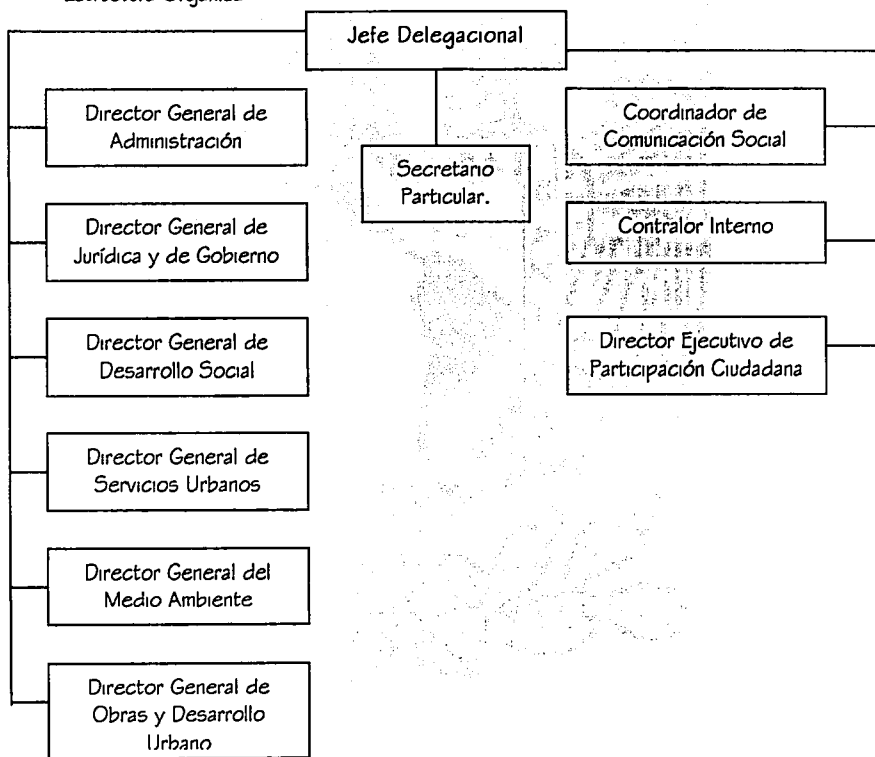 Jefe Delegacional
Director General de
Administración
Director General de
Jurídica y de Gobierno
Director General de
Desarrollo Social
Director General de
Servicios Urbanos
Director General del
Medio Ambiente
Director General de
Obras y Desarrollo
Urbano
Secretario
Particular.
Coordinador de
Comunicación Social
Contralor Interno
Director Ejecutivo de
Participación Ciudadana